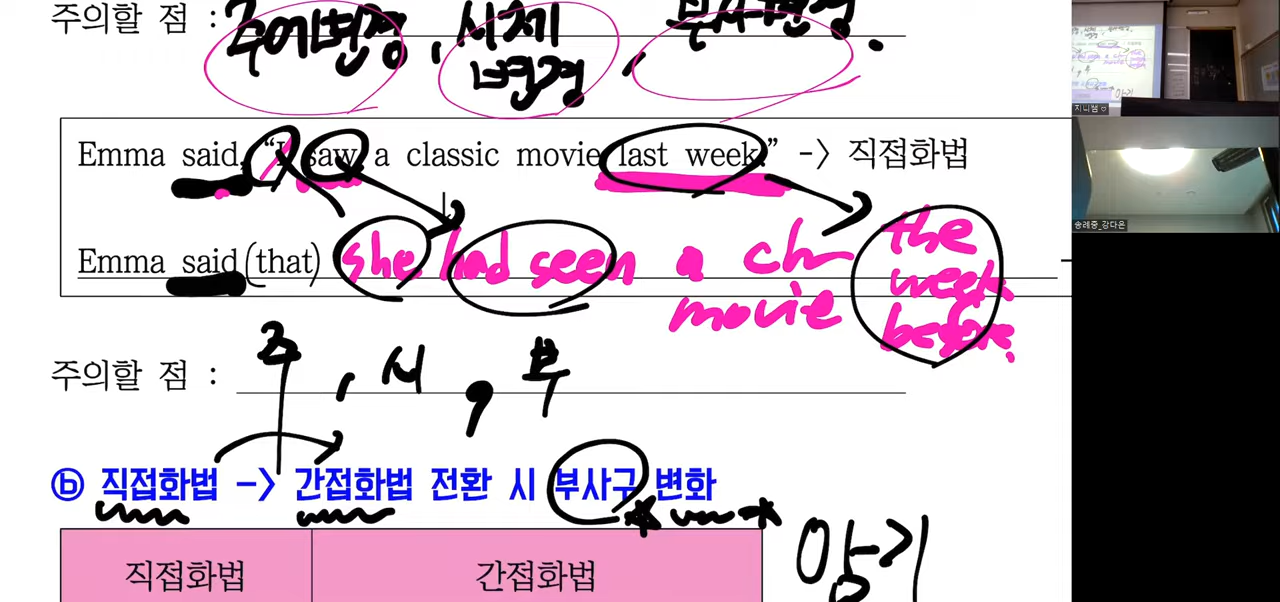 주의할 점 : 주어변경, 시제변경, 부사변경.
Emma said, “I saw a classic movie last week.” -> 직접화법
Emma said (that) she had seen a movie the week before.
주의할 점 : 주, 시, 부
ⓑ 직접화법 -> 간접화법 전환 시 부사구 변화
암기
직접화법 간접화법
지니쌤
송례중_강다은